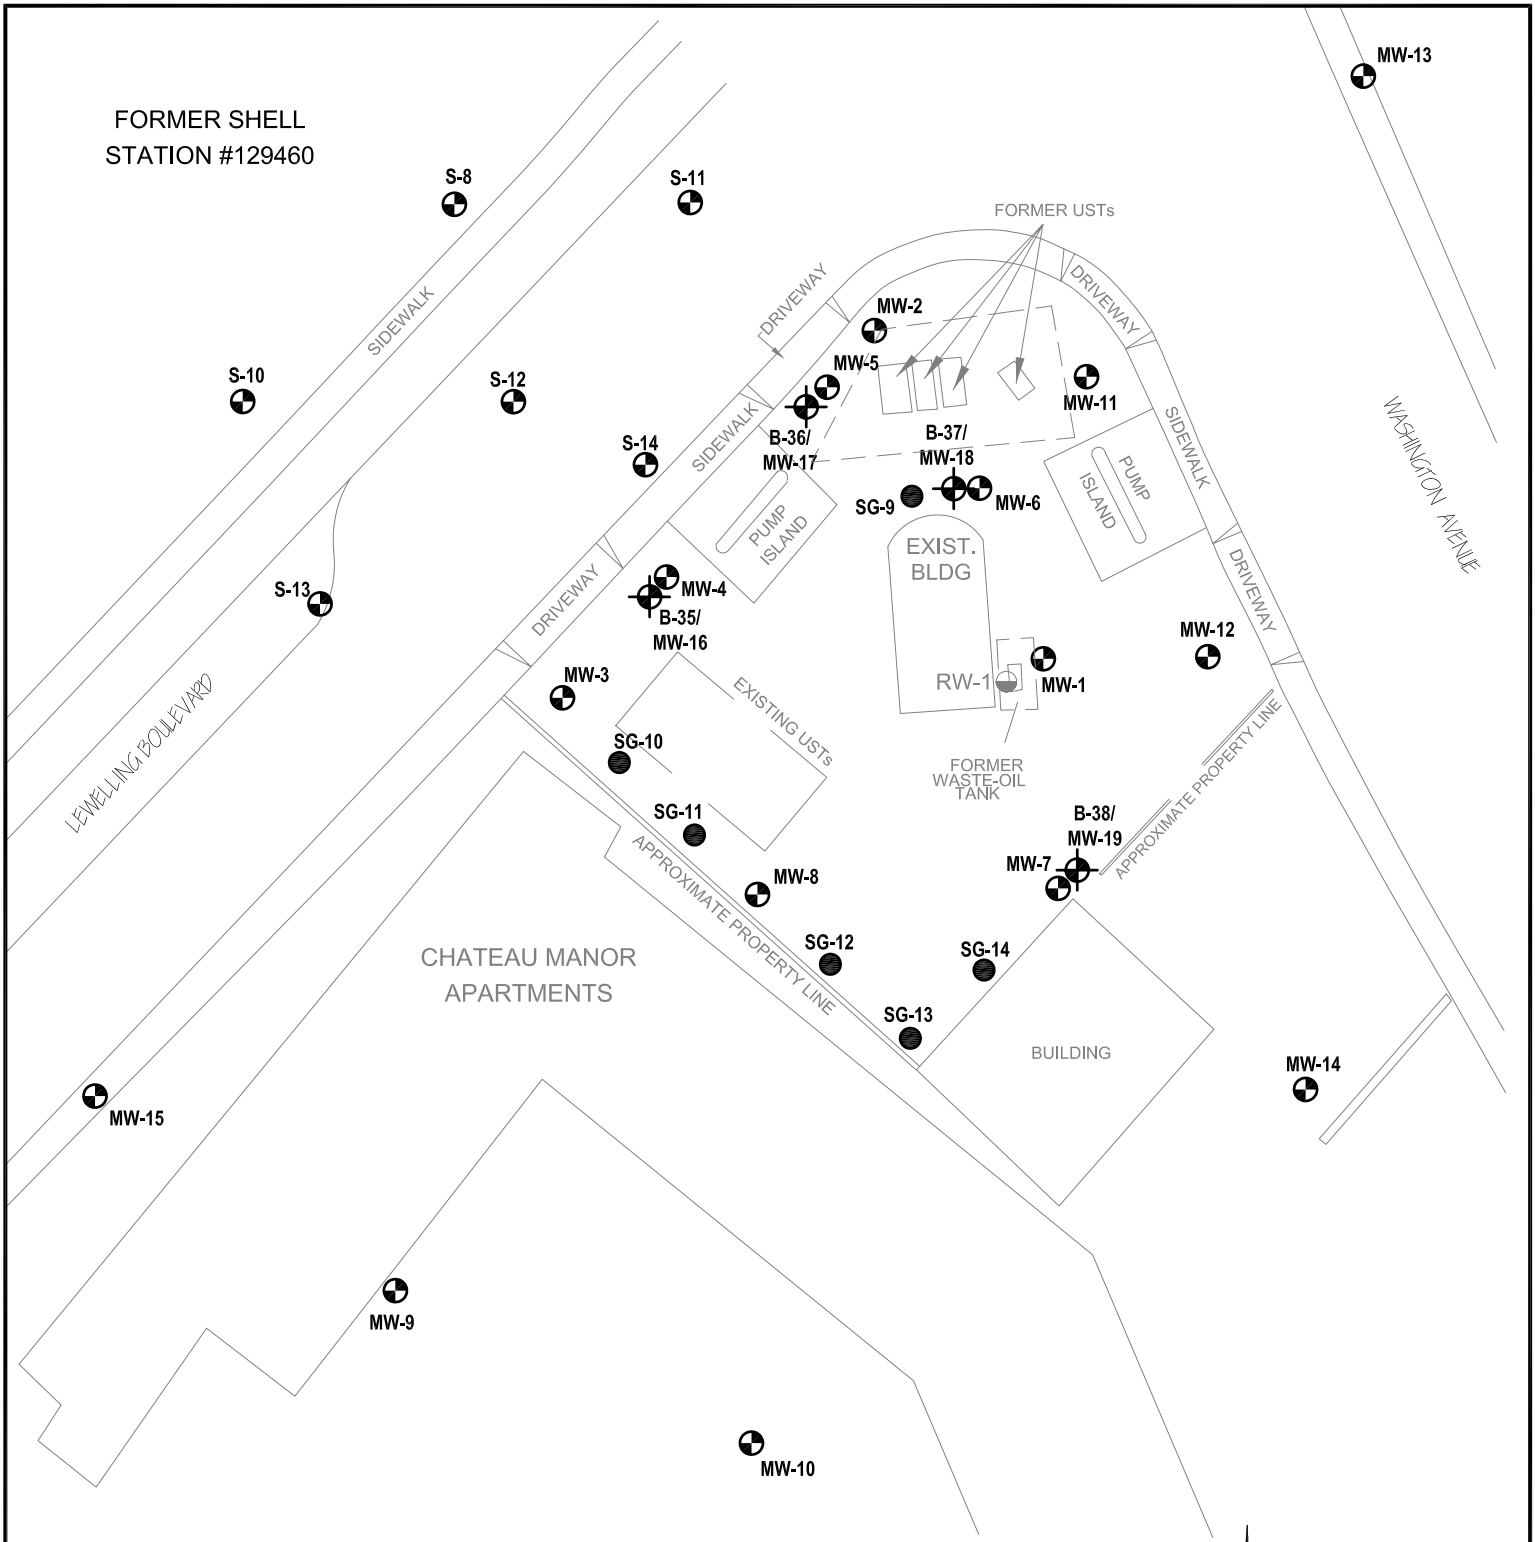 MW-13
FORMER SHELL
STATION #129460
S-8
S-11
FORMER USTs
SIDEWALK
DRIVEWAY
DRIVEWAY
MW-2
MW-5
S-10
S-12
MW-11
WASHINGTON AVENUE
SIDEWALK
SIDEWALK
S-14
B-36/
MW-17
B-37/
MW-18
PUMP
ISLAND
SG-9
MW-6
PUMP
ISLAND
EXIST.
BLDG
S-13
DRIVEWAY
MW-4
B-35/
MW-16
DRIVEWAY
MW-12
MW-3
RW-1
MW-1
LEWELLING BOULEVARD
EXISTING USTs
SG-10
FORMER
WASTE-OIL
TANK
APPROXIMATE PROPERTY LINE
SG-11
B-38/
MW-19
MW-7
MW-8
APPROXIMATE PROPERTY LINE
CHATEAU MANOR
APARTMENTS
SG-12
SG-14
SG-13
BUILDING
MW-14
MW-15
MW-9
MW-10